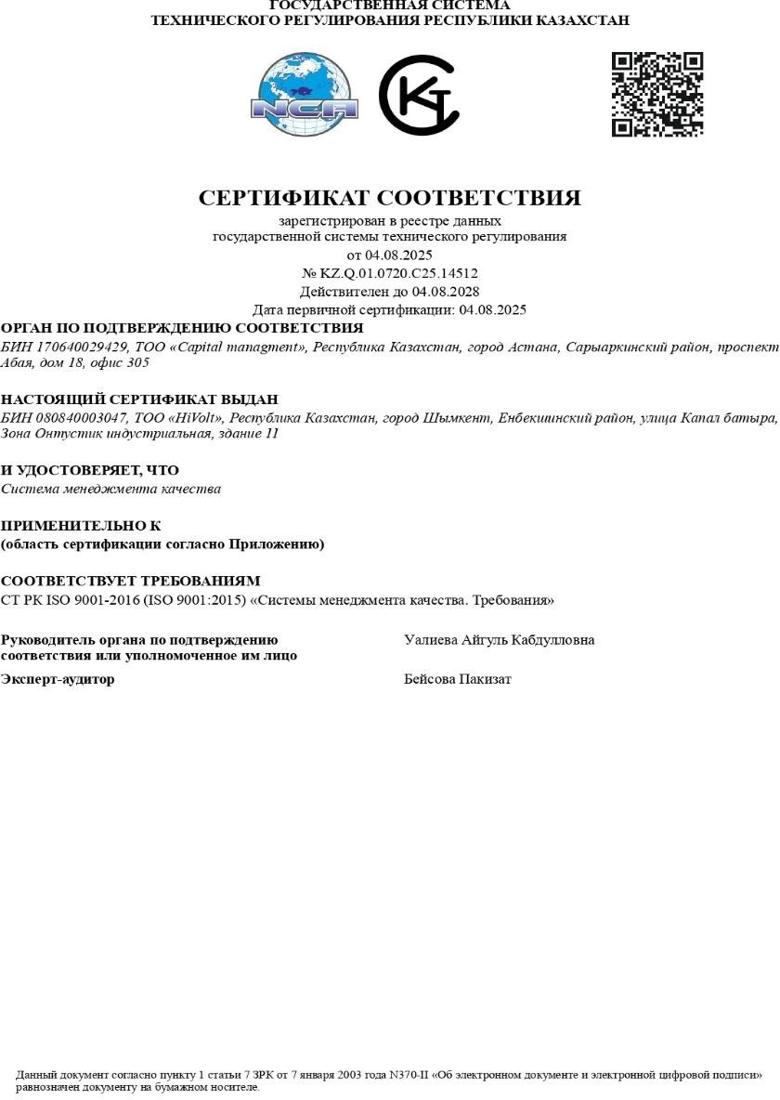 ГОСУДАРСТВЕННАЯ СИСТЕМА
ТЕХНИЧЕСКОГО РЕГУЛИРОВАНИЯ РЕСПУБЛИКИ КАЗАХСТАН
NCA
СЕРТИФИКАТ СООТВЕТСТВИЯ
зарегистрирован в реестре данных
государственной системы технического регулирования
от 04.08.2025
№ KZ.Q.01.0720.C25.14512
Действителен до 04.08.2028
Дата первичной сертификации: 04.08.2025
ОРГАН ПО ПОДТВЕРЖДЕНИЮ СООТВЕТСТВИЯ
БИН 170640029429, ТОО «Capital managment», Республика Казахстан, город Астана, Сарыаркинский район, проспект
Абая, дом 18, офис 305
НАСТОЯЩИЙ СЕРТИФИКАТ ВЫДАН
БИН 080840003047, ТОО «HiVolt», Республика Казахстан, город Шымкент, Енбекшинский район, улица Капал батыра,
Зона Онтустик индустриальная, здание 11
И УДОСТОВЕРЯЕТ, ЧТО
Система менеджмента качества
ПРИМЕНИТЕЛЬНО К
(область сертификации согласно Приложению)
СООТВЕТСТВУЕТ ТРЕБОВАНИЯМ
СТ РК ISO 9001-2016 (ISO 9001:2015) «Системы менеджмента качества. Требования»
Руководитель органа по подтверждению
соответствия или уполномоченное им лицо
Уалиева Айгуль Кабдулловна
Эксперт-аудитор
Бейсова Пакизат
Данный документ согласно пункту 1 статьи 7 ЗРК от 7 января 2003 года N370-II «Об электронном документе и электронной цифровой подписи»
равнозначен документу на бумажном носителе.